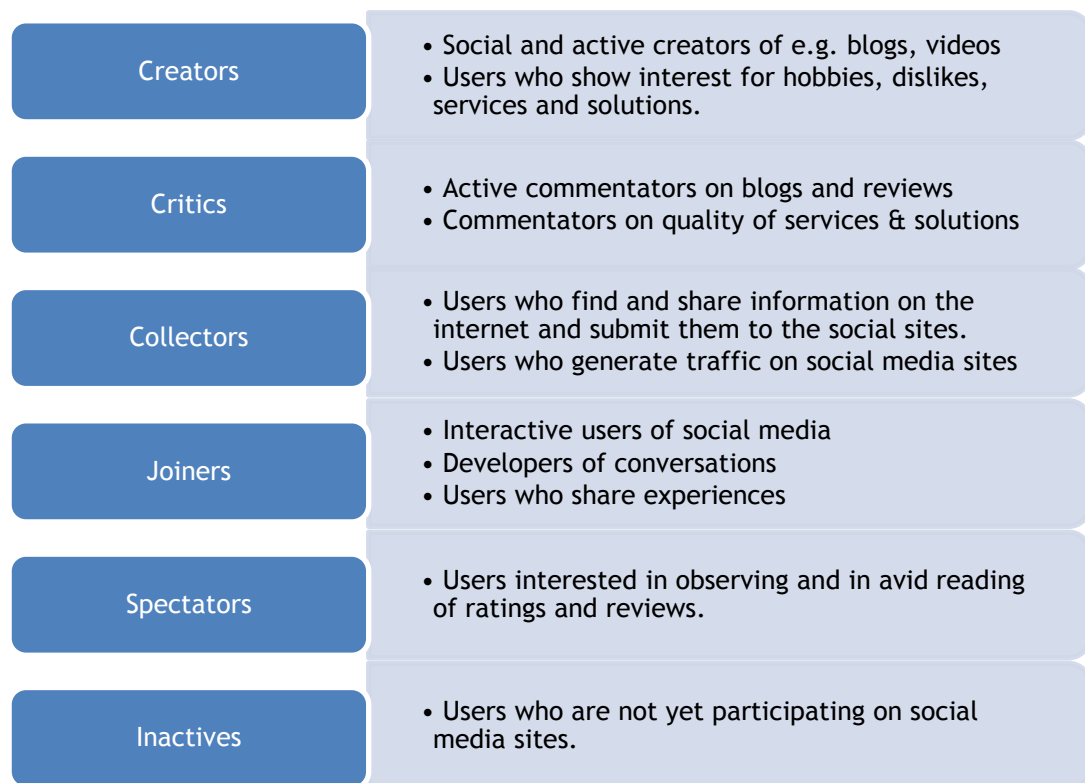 Creators
• Social and active creators of e.g. blogs, videos
• Users who show interest for hobbies, dislikes,
services and solutions.
Critics
• Active commentators on blogs and reviews
• Commentators on quality of services & solutions
Collectors
• Users who find and share information on the
internet and submit them to the social sites.
• Users who generate traffic on social media sites
Joiners
• Interactive users of social media
• Developers of conversations
• Users who share experiences
Spectators
• Users interested in observing and in avid reading
of ratings and reviews.
Inactives
• Users who are not yet participating on social
media sites.